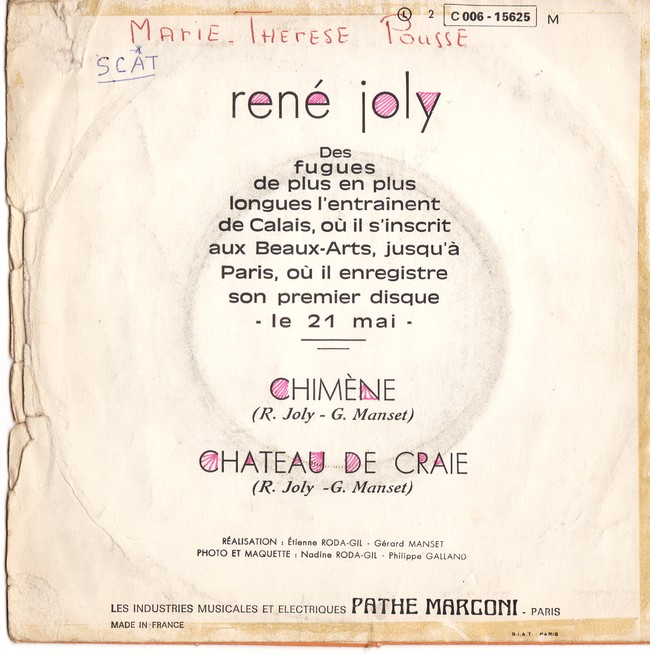 Ⓛ 2 C 006 - 15625 M
MARIE-THERESE POUSSE
SCAT
rené joly
Des
fugues
de plus en plus
longues l'entraînent
de Calais, où il s'inscrit
aux Beaux-Arts, jusqu'à
Paris, où il enregistre
son premier disque
- le 21 mai -
CHIMÈNE
(R. Joly - G. Manset)
CHATEAU DE CRAIE
(R. Joly -G. Manset)
RÉALISATION : Étienne RODA-GIL - Gérard MANSET
PHOTO ET MAQUETTE : Nadine RODA-GIL - Philippe GALLAND
LES INDUSTRIES MUSICALES ET ELECTRIQUES PATHE MARCONI - PARIS
MADE IN FRANCE
S.I.A.T. - PARIS